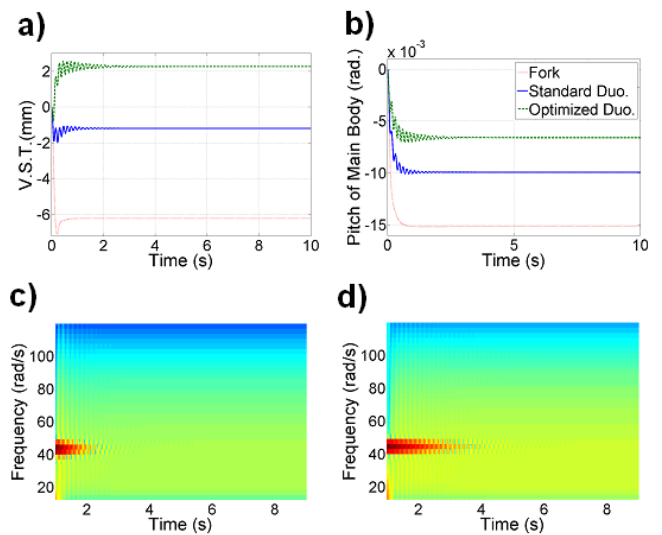 a)
V.S.T.(mm)
2
0
-2
-4
-6
0 2 4 6 8 10
Time (s)
b)
x 10-3
Pitch of Main Body (rad.)
0
-5
-10
-15
0 5 10
Time (s)
Fork
Standard Duo.
Optimized Duo.
c)
Frequency (rad/s)
100
80
60
40
20
2 4 6 8
Time (s)
d)
Frequency (rad/s)
100
80
60
40
20
2 4 6 8
Time (s)